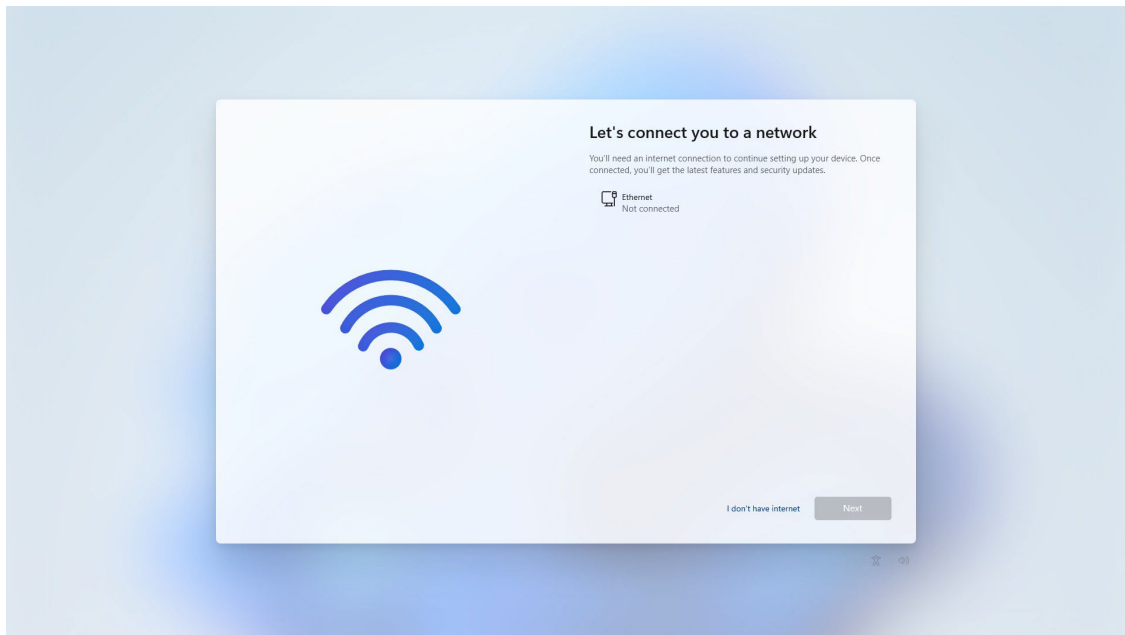 Let's connect you to a network
You'll need an internet connection to continue setting up your device. Once
connected, you'll get the latest features and security updates.
Ethernet
Not connected
I don't have internet
Next